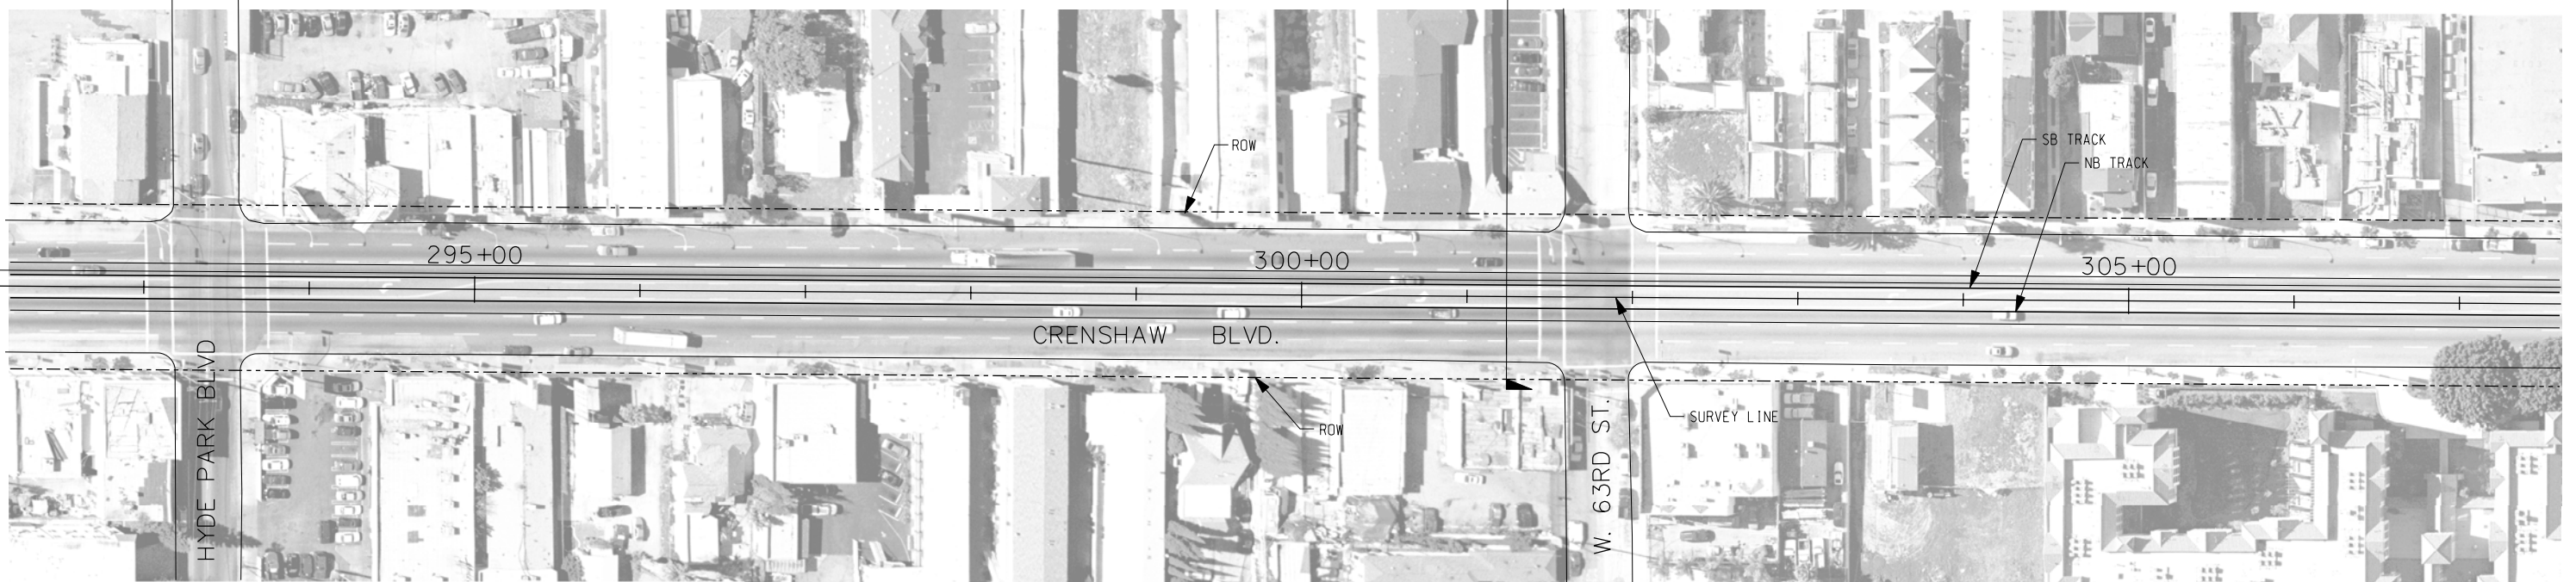 ROW
SB TRACK
NB TRACK
295+00
300+00
305+00
CRENSHAW BLVD.
HYDE PARK BLVD
W. 63RD ST.
SURVEY LINE
ROW